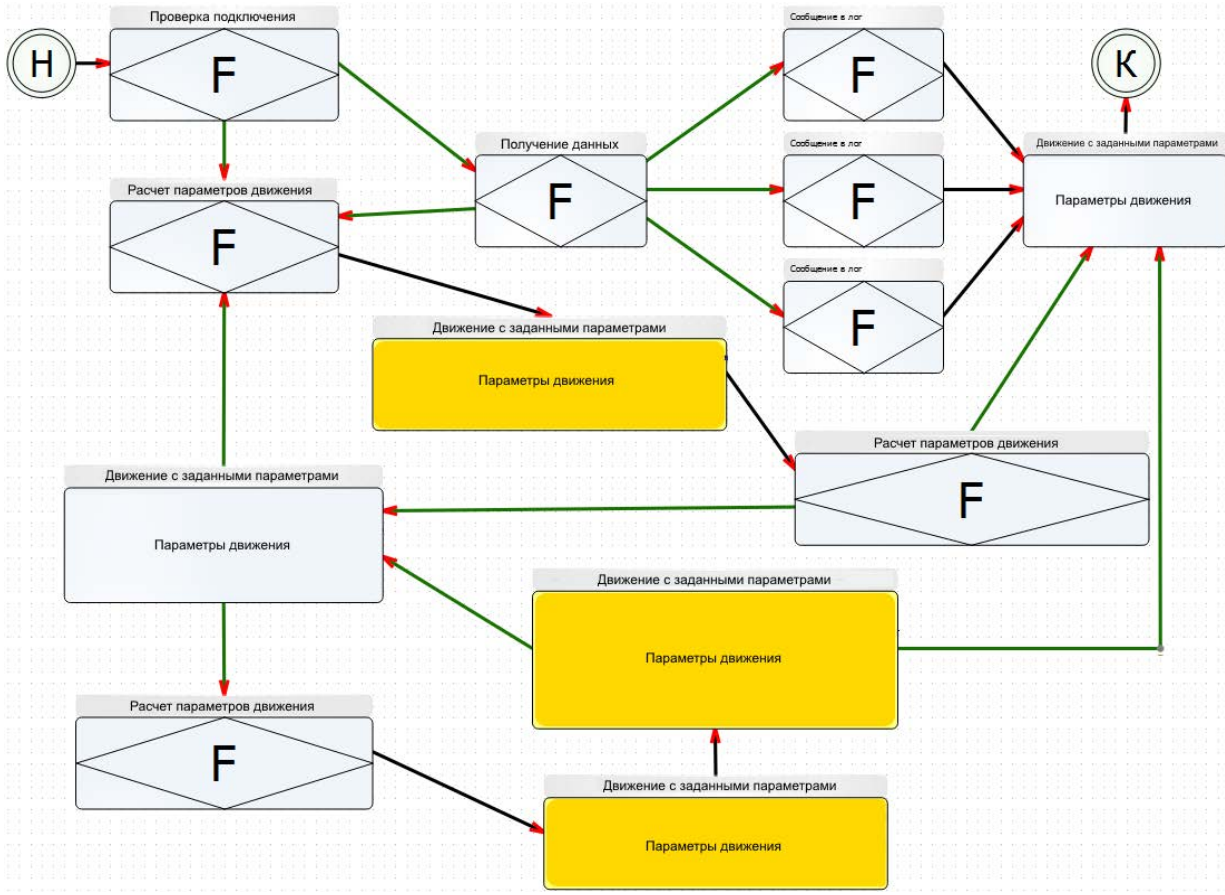 Проверка подключения
Н
F
Сообщение в лог
F
К
Получение данных
F
Сообщение в лог
F
Движение с заданными параметрами
Параметры движения
Расчет параметров движения
F
Сообщение в лог
F
Движение с заданными параметрами
Параметры движения
Расчет параметров движения
F
Движение с заданными параметрами
Параметры движения
Движение с заданными параметрами
Параметры движения
Расчет параметров движения
F
Движение с заданными параметрами
Параметры движения